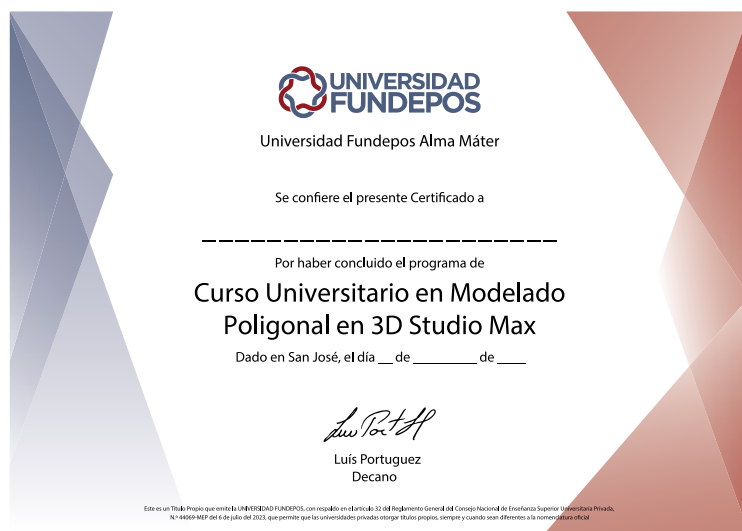 UNIVERSIDAD
FUNDEPOS
Universidad Fundepos Alma Máter
Se confiere el presente Certificado a
Por haber concluido el programa de
Curso Universitario en Modelado
Poligonal en 3D Studio Max
Dado en San José, el día __ de ________ de ____
Luís Portuguez
Decano
Este es un Título Propio que emite la UNIVERSIDAD FUNDEPOS, con respaldo en el artículo 32 del Reglamento General del Consejo Nacional de Enseñanza Superior Universitaria Privada,
N.º 44069-MEP del 6 de julio del 2023, que permite que las universidades privadas otorgar títulos propios, siempre y cuando sean diferentes a la nomenclatura oficial